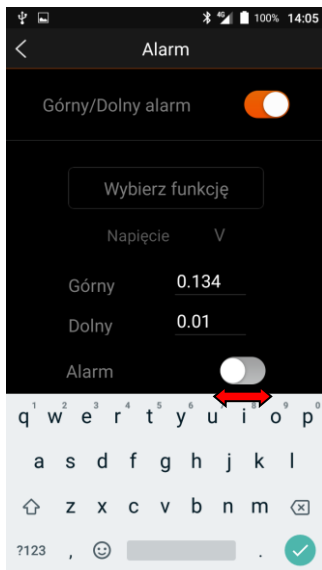 4G 100% 14:05
Alarm
Górny/Dolny alarm
Wybierz funkcję
Napięcie V
Górny 0.134
Dolny 0.01
Alarm
1 2 3 4 5 6 7 8 9 0
q w e r t y u i o p
a s d f g h j k l
z x c v b n m
?123 , .